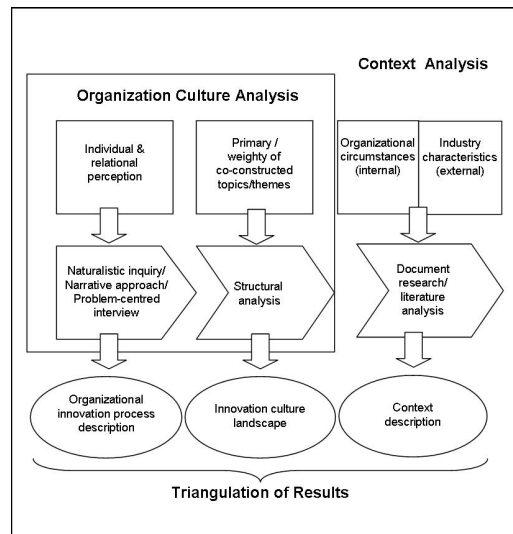 Context Analysis
Organization Culture Analysis
Individual &
relational
perception
Primary /
weighty of
co-constructed
topics/themes
Organizational
circumstances
(internal)
Industry
characteristics
(external)
Naturalistic inquiry/
Narrative approach/
Problem-centred
interview
Structural
analysis
Document
research/
literature
analysis
Organizational
innovation process
description
Innovation culture
landscape
Context
description
Triangulation of Results